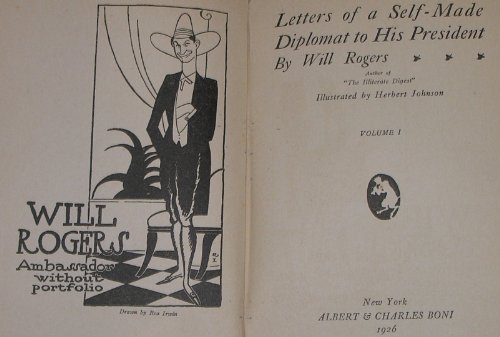 WILL
ROGERS
Ambassador
without
portfolio
Drawn by Rea Irwin
Letters of a Self-Made
Diplomat to His President
By Will Rogers
Author of
"The Illiterate Digest"
Illustrated by Herbert Johnson
VOLUME I
New York
ALBERT & CHARLES BONI
1926